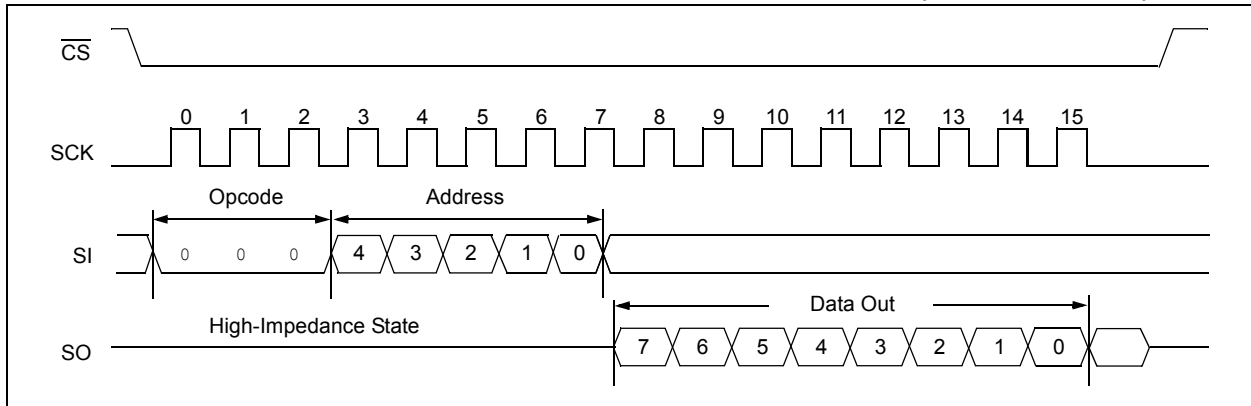 CS
0 1 2 3 4 5 6 7 8 9 10 11 12 13 14 15
SCK
Opcode Address
SI 0 0 0 4 3 2 1 0
Data Out
High-Impedance State
SO 7 6 5 4 3 2 1 0